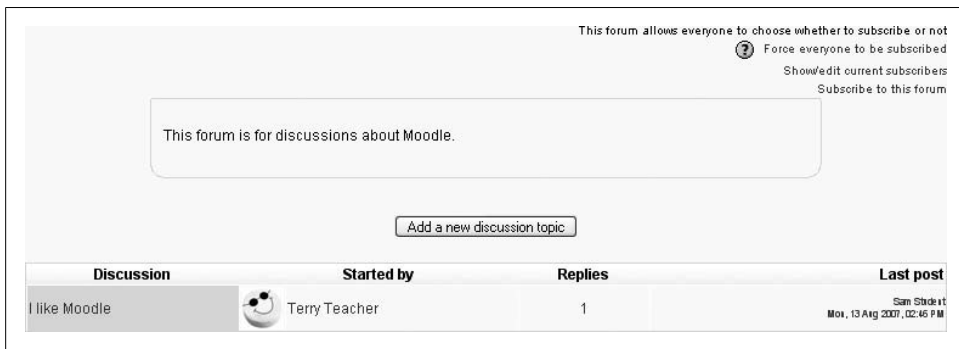 This forum allows everyone to choose whether to subscribe or not
? Force everyone to be subscribed
Show/edit current subscribers
Subscribe to this forum
This forum is for discussions about Moodle.
Add a new discussion topic
Discussion Started by Replies Last post
I like Moodle Terry Teacher 1 Sam Student
Mon, 13 Aug 2007, 02:46 PM